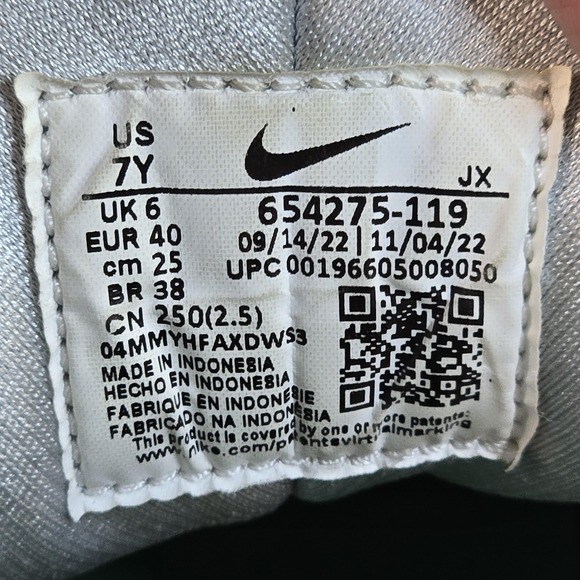 US
7Y
JX
UK 6
EUR 40
cm 25
BR 38
CN 250(2.5)
654275-119
09/14/22 | 11/04/22
UPC 00196605008050
04MMYHFAXDWS3
MADE IN INDONESIA
HECHO EN INDONESIA
FABRIQUE EN INDONESIE
FABRICADO NA INDONESIA
This product is covered by one or more patents:
www.nike.com/patentsvirtualmarking